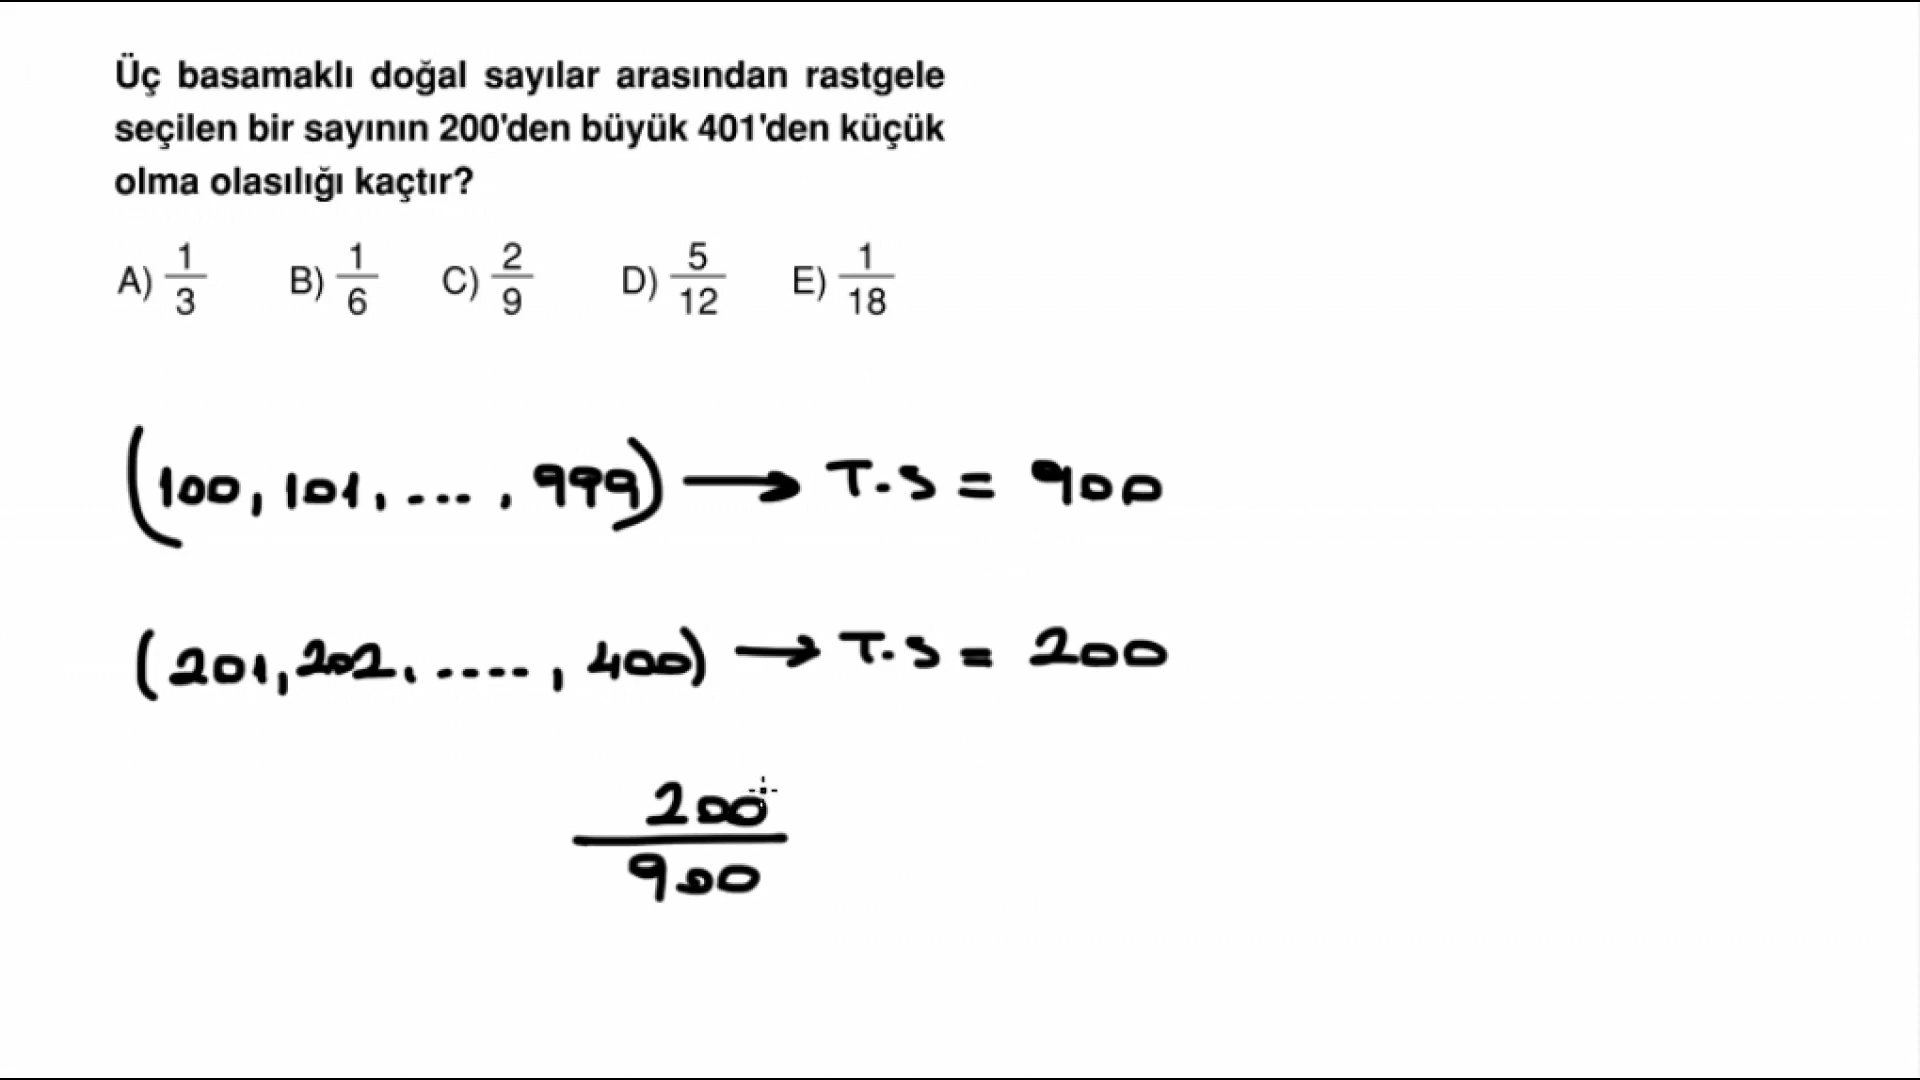 Üç basamaklı doğal sayılar arasından rastgele
seçilen bir sayının 200'den büyük 401'den küçük
olma olasılığı kaçtır?
A) 1/3 B) 1/6 C) 2/9 D) 5/12 E) 1/18
(100, 101, ... , 999) → T.S = 900
(201, 202, ...., 400) → T.S = 200
200
900